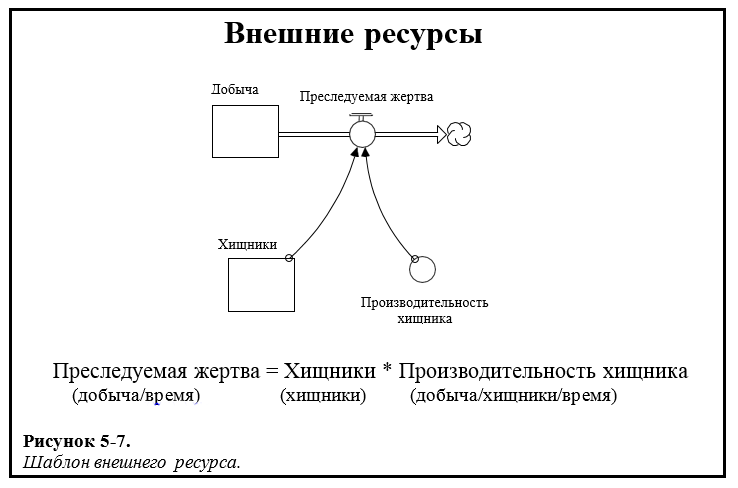 Внешние ресурсы
Добыча
Преследуемая жертва
Хищники
Производительность
хищника
Преследуемая жертва = Хищники * Производительность хищника
(добыча/время) (хищники) (добыча/хищники/время)
Рисунок 5-7.
Шаблон внешнего ресурса.